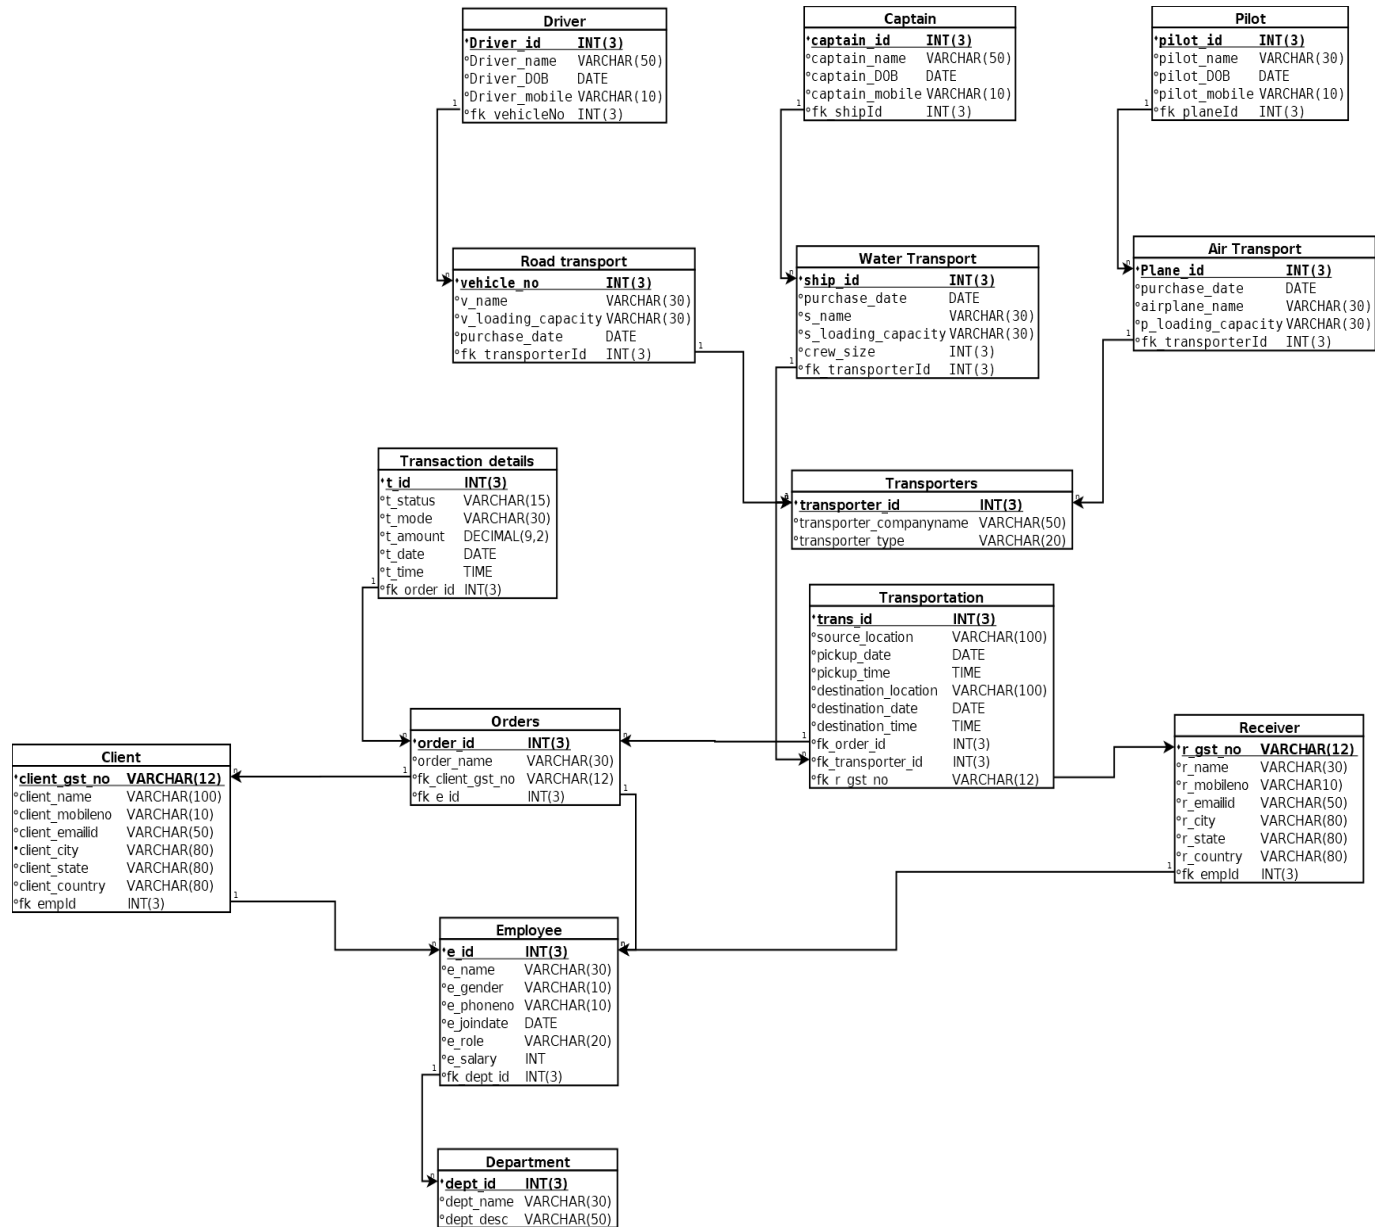 Driver
Driver_id INT(3)
Driver_name VARCHAR(50)
Driver_DOB DATE
Driver_mobile VARCHAR(10)
fk_vehicleNo INT(3)
1
Captain
captain_id INT(3)
captain_name VARCHAR(50)
captain_DOB DATE
captain_mobile VARCHAR(10)
fk_shipId INT(3)
1
Pilot
pilot_id INT(3)
pilot_name VARCHAR(30)
pilot_DOB DATE
pilot_mobile VARCHAR(10)
fk_planeId INT(3)
1
Road transport
n
vehicle_no INT(3)
v_name VARCHAR(30)
v_loading_capacity VARCHAR(30)
purchase_date DATE
fk_transporterId INT(3)
1
Water Transport
n
ship_id INT(3)
purchase_date DATE
s_name VARCHAR(30)
s_loading_capacity VARCHAR(30)
crew_size INT(3)
fk_transporterId INT(3)
1
Air Transport
n
Plane_id INT(3)
purchase_date DATE
airplane_name VARCHAR(30)
p_loading_capacity VARCHAR(30)
fk_transporterId INT(3)
1
Transaction details
t_id INT(3)
t_status VARCHAR(15)
t_mode VARCHAR(30)
t_amount DECIMAL(9,2)
t_date DATE
t_time TIME
fk_order_id INT(3)
1
Transporters
n
transporter_id INT(3)
transporter_companyname VARCHAR(50)
transporter_type VARCHAR(20)
Transportation
trans_id INT(3)
source_location VARCHAR(100)
pickup_date DATE
pickup_time TIME
destination_location VARCHAR(100)
destination_date DATE
destination_time TIME
fk_order_id INT(3)
1
fk_transporter_id INT(3)
n
fk_r_gst_no VARCHAR(12)
Orders
n
n
order_id INT(3)
order_name VARCHAR(30)
fk_client_gst_no VARCHAR(12)
1
fk_e_id INT(3)
1
Receiver
r_gst_no VARCHAR(12)
r_name VARCHAR(30)
r_mobileno VARCHAR10)
r_emailid VARCHAR(50)
r_city VARCHAR(80)
r_state VARCHAR(80)
r_country VARCHAR(80)
fk_empId INT(3)
1
Client
n
client_gst_no VARCHAR(12)
client_name VARCHAR(100)
client_mobileno VARCHAR(10)
client_emailid VARCHAR(50)
client_city VARCHAR(80)
client_state VARCHAR(80)
client_country VARCHAR(80)
fk_empId INT(3)
1
Employee
n
n
e_id INT(3)
e_name VARCHAR(30)
e_gender VARCHAR(10)
e_phoneno VARCHAR(10)
e_joindate DATE
e_role VARCHAR(20)
e_salary INT
fk_dept_id INT(3)
1
Department
n
dept_id INT(3)
dept_name VARCHAR(30)
dept_desc VARCHAR(50)